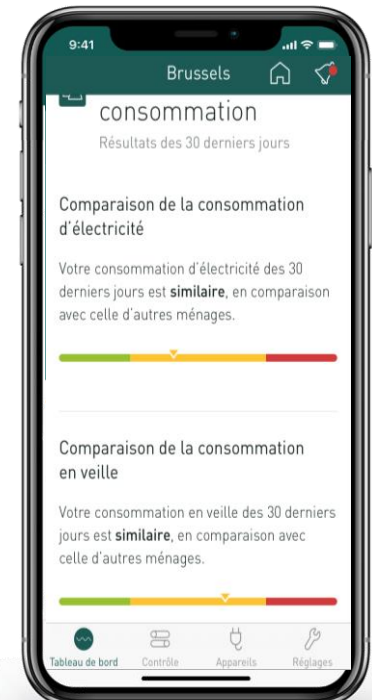 9:41
Brussels
consommation
Résultats des 30 derniers jours
Comparaison de la consommation
d'électricité
Votre consommation d'électricité des 30
derniers jours est similaire, en comparaison
avec celle d'autres ménages.
Comparaison de la consommation
en veille
Votre consommation en veille des 30 derniers
jours est similaire, en comparaison avec
celle d'autres ménages.
Tableau de bord Contrôle Appareils Réglages